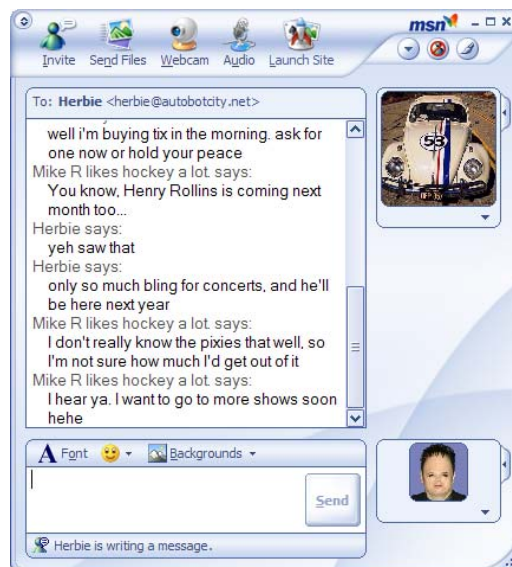 msn
Invite Send Files Webcam Audio Launch Site
To: Herbie <herbie@autobotcity.net>
well i'm buying tix in the morning. ask for
one now or hold your peace
Mike R likes hockey a lot. says:
You know, Henry Rollins is coming next
month too...
Herbie says:
yeh saw that
Herbie says:
only so much bling for concerts, and he'll
be here next year
Mike R likes hockey a lot. says:
I don't really know the pixies that well, so
I'm not sure how much I'd get out of it
Mike R likes hockey a lot. says:
I hear ya. I want to go to more shows soon
hehe
53
A Font Backgrounds
Send
Herbie is writing a message.